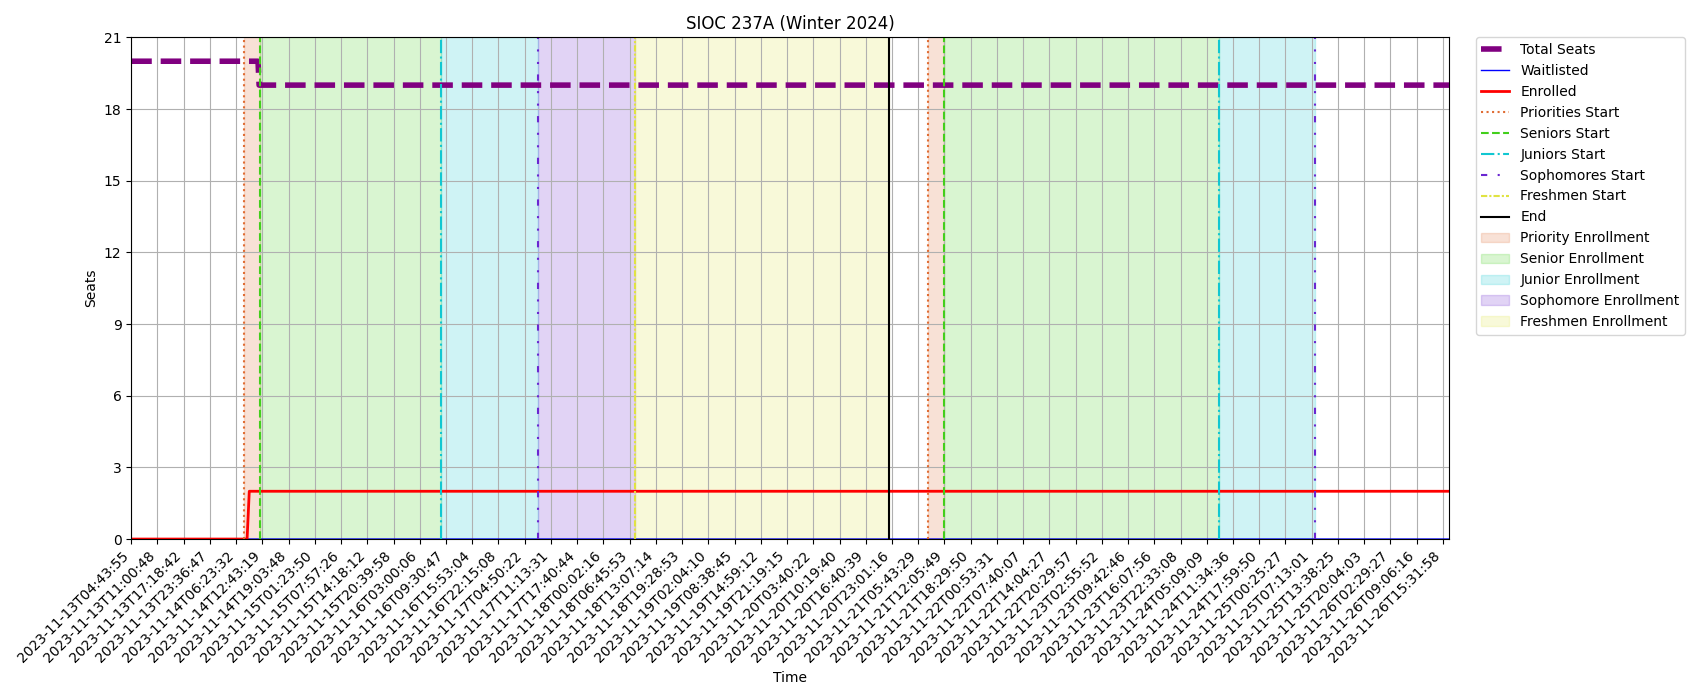 SIOC 237A (Winter 2024)
21
18
15
12
9
6
3
0
Seats
2023-11-13T04:43:55
2023-11-13T11:00:48
2023-11-13T17:18:42
2023-11-13T23:36:47
2023-11-14T06:23:32
2023-11-14T12:43:19
2023-11-14T19:03:48
2023-11-15T01:23:50
2023-11-15T07:57:26
2023-11-15T14:18:12
2023-11-15T20:39:58
2023-11-16T03:00:06
2023-11-16T09:30:47
2023-11-16T15:53:04
2023-11-16T22:15:08
2023-11-17T04:50:22
2023-11-17T11:13:31
2023-11-17T17:40:44
2023-11-18T00:02:16
2023-11-18T06:45:53
2023-11-18T13:07:14
2023-11-18T19:28:53
2023-11-19T02:04:10
2023-11-19T08:38:45
2023-11-19T14:59:12
2023-11-19T21:19:15
2023-11-20T03:40:22
2023-11-20T10:19:40
2023-11-20T16:40:39
2023-11-20T23:01:16
2023-11-21T05:43:29
2023-11-21T12:05:49
2023-11-21T18:29:50
2023-11-22T00:53:31
2023-11-22T07:40:07
2023-11-22T14:04:27
2023-11-22T20:29:57
2023-11-23T02:55:52
2023-11-23T09:42:46
2023-11-23T16:07:56
2023-11-23T22:33:08
2023-11-24T05:09:09
2023-11-24T11:34:36
2023-11-24T17:59:50
2023-11-25T00:25:27
2023-11-25T07:13:01
2023-11-25T13:38:25
2023-11-25T20:04:03
2023-11-26T02:29:27
2023-11-26T09:06:16
2023-11-26T15:31:58
Time
Total Seats
Waitlisted
Enrolled
Priorities Start
Seniors Start
Juniors Start
Sophomores Start
Freshmen Start
End
Priority Enrollment
Senior Enrollment
Junior Enrollment
Sophomore Enrollment
Freshmen Enrollment